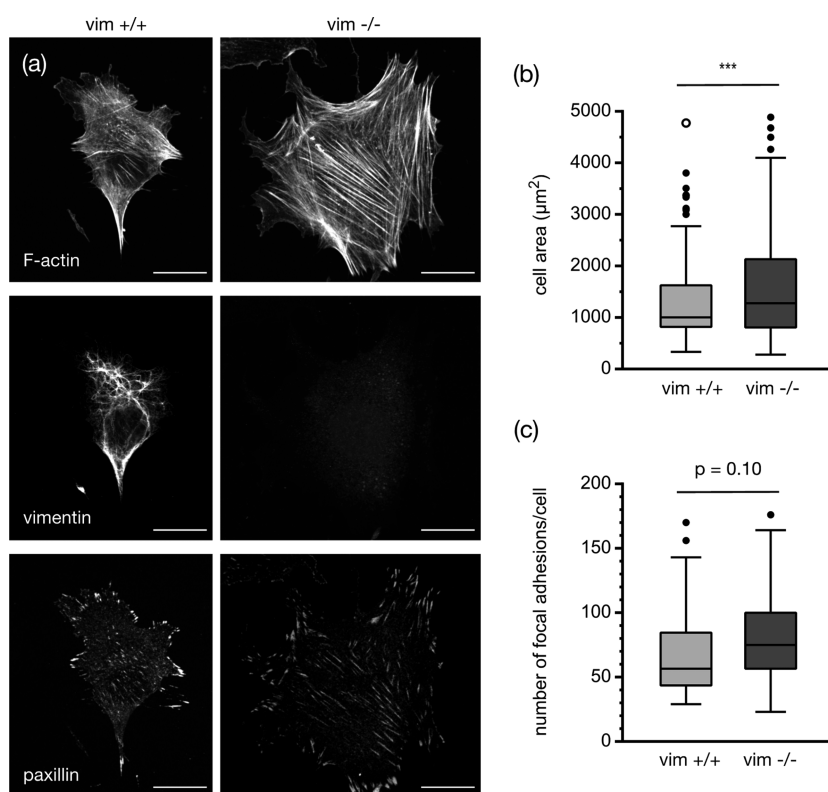 vim +/+
vim -/-
(a)
F-actin
vimentin
paxillin
(b)
***
5000
4000
3000
2000
1000
0
cell area (µm²)
vim +/+
vim -/-
(c)
p = 0.10
200
150
100
50
0
number of focal adhesions/cell
vim +/+
vim -/-